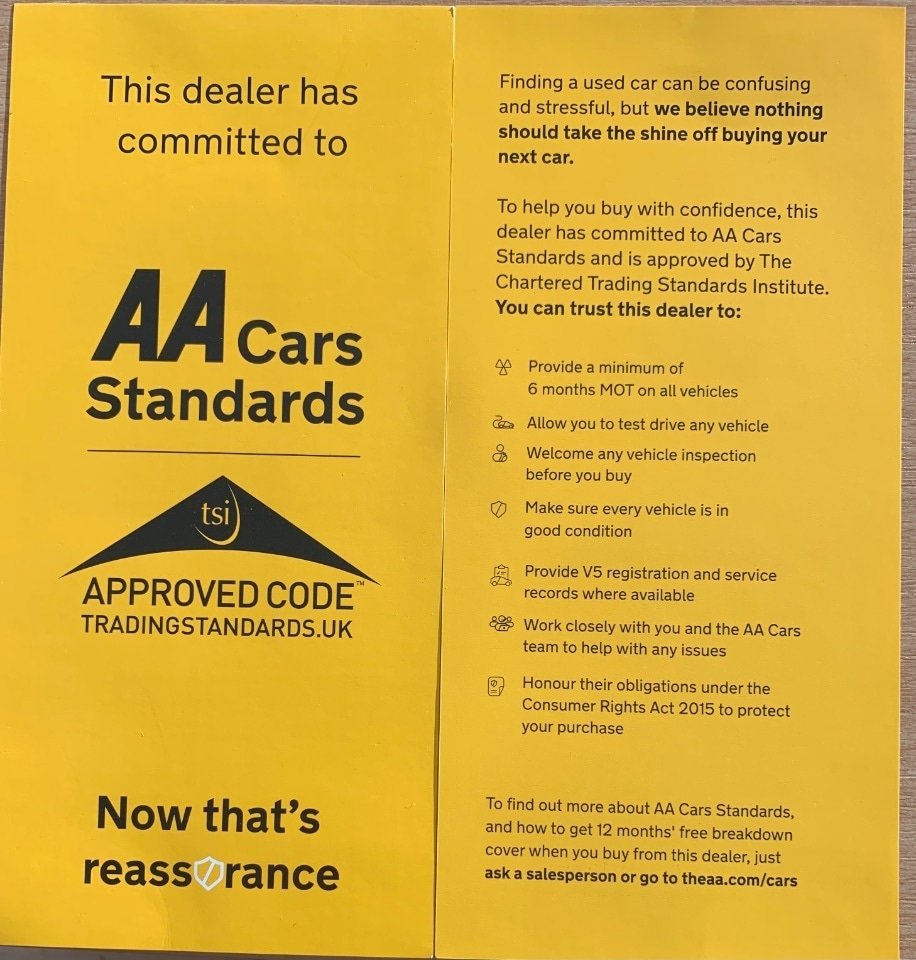 This dealer has
committed to
AA Cars
Standards
tsi
APPROVED CODE™
TRADINGSTANDARDS.UK
Now that's
reassurance
Finding a used car can be confusing
and stressful, but we believe nothing
should take the shine off buying your
next car.
To help you buy with confidence, this
dealer has committed to AA Cars
Standards and is approved by The
Chartered Trading Standards Institute.
You can trust this dealer to:
Provide a minimum of
6 months MOT on all vehicles
Allow you to test drive any vehicle
Welcome any vehicle inspection
before you buy
Make sure every vehicle is in
good condition
Provide V5 registration and service
records where available
Work closely with you and the AA Cars
team to help with any issues
Honour their obligations under the
Consumer Rights Act 2015 to protect
your purchase
To find out more about AA Cars Standards,
and how to get 12 months' free breakdown
cover when you buy from this dealer, just
ask a salesperson or go to theaa.com/cars